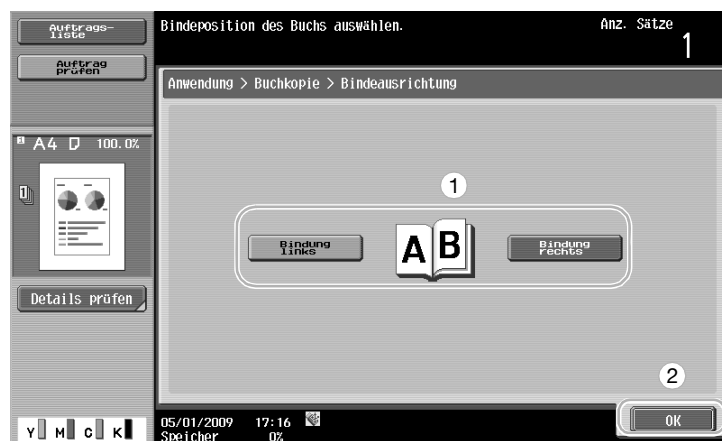 Auftrags-
liste
Auftrag
prüfen
Bindeposition des Buchs auswählen.
Anz. Sätze
1
Anwendung > Buchkopie > Bindeausrichtung
A4 100.0%
1
Bindung
links
A B
Bindung
rechts
Details prüfen
2
OK
Y M C K
05/01/2009 17:16
Speicher 0%